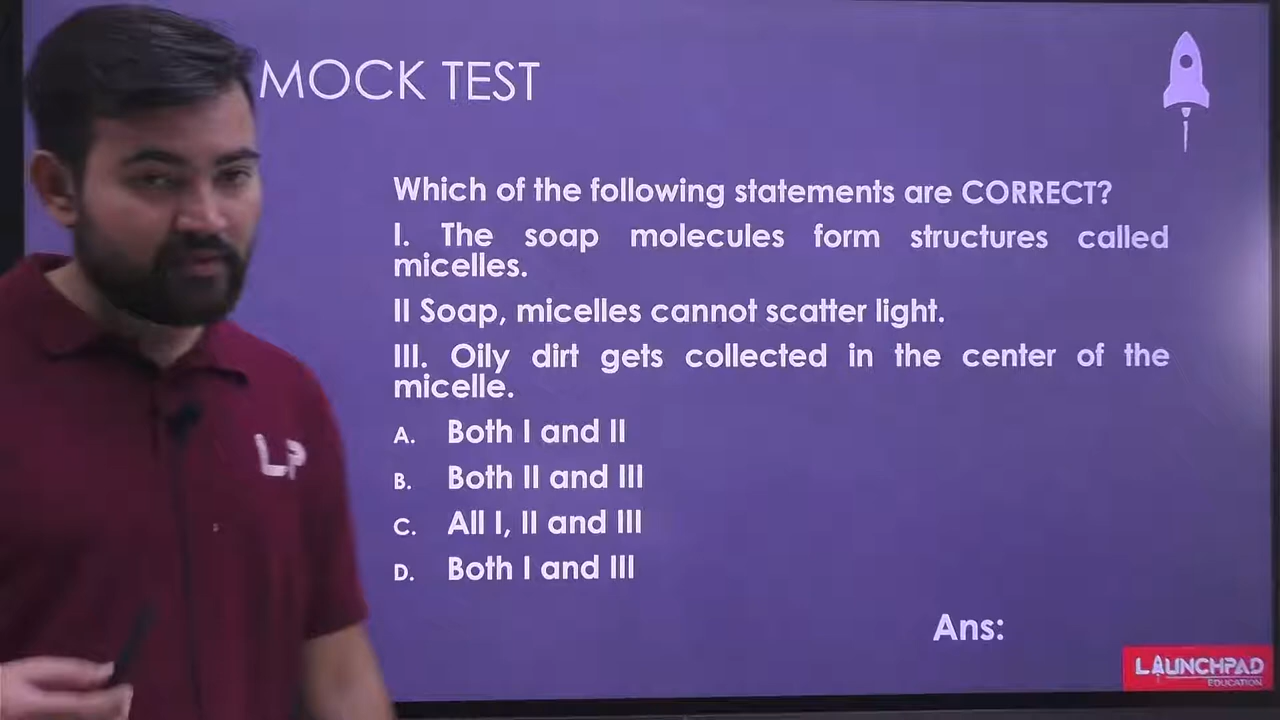 MOCK TEST
Which of the following statements are CORRECT?
I. The soap molecules form structures called
micelles.
II Soap, micelles cannot scatter light.
III. Oily dirt gets collected in the center of the
micelle.
A. Both I and II
B. Both II and III
C. All I, II and III
D. Both I and III
Ans:
LP
LAUNCHPAD
EDUCATION